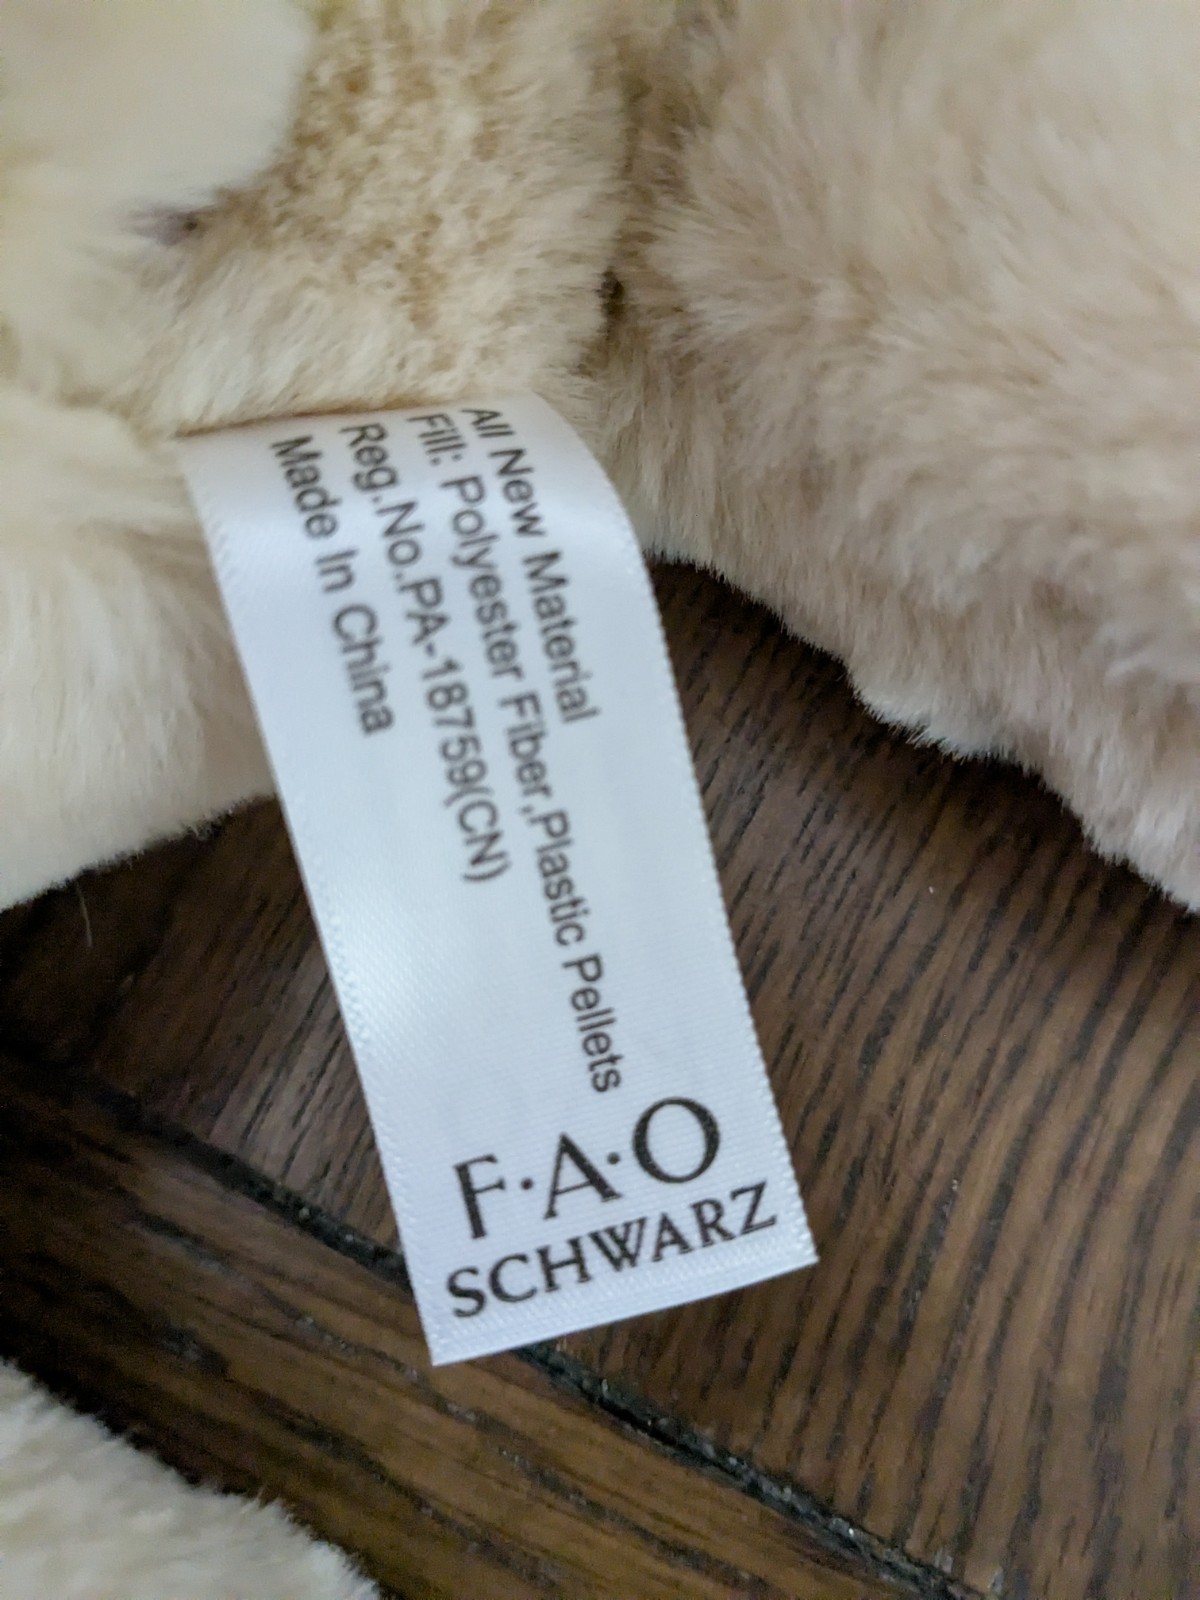 All New Material
Fill: Polyester Fiber,Plastic Pellets
Reg.No.PA-18759(CN)
Made In China
F·A·O
SCHWARZ